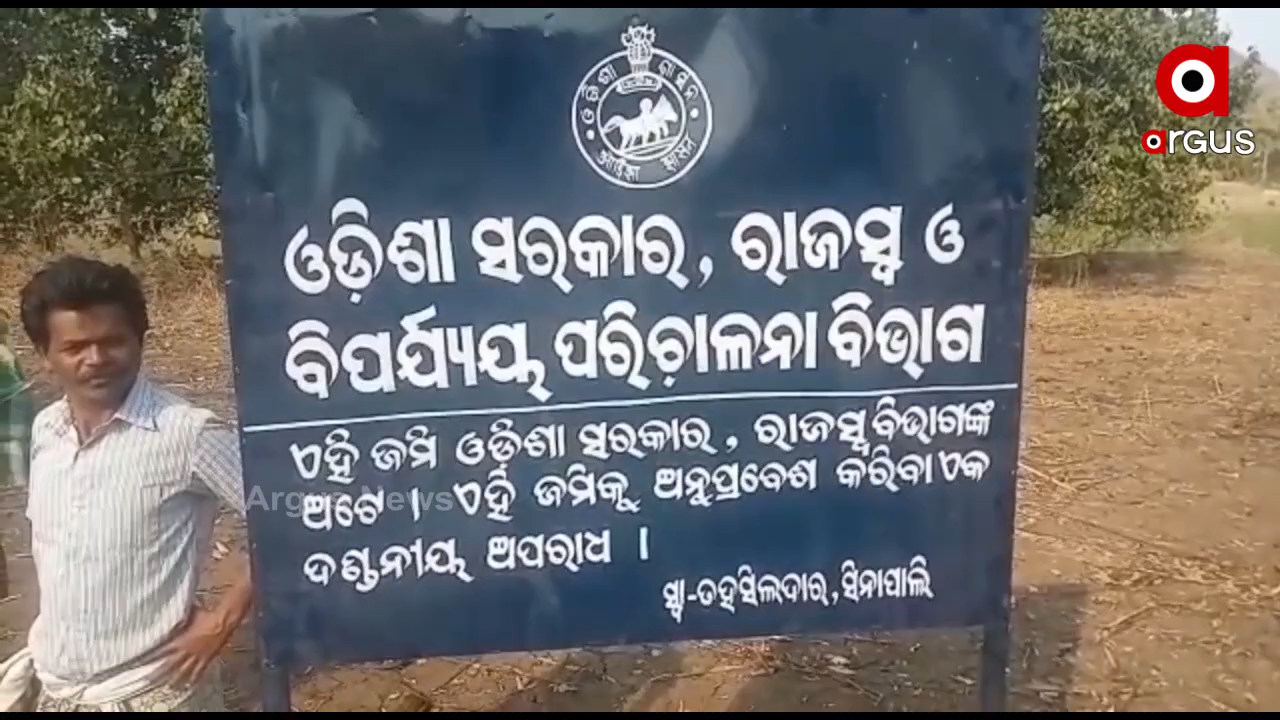 argus
ଓଡ଼ିଶା ଶାସନ
ଓଡ଼ିଶା ସରକାର, ରାଜସ୍ୱ ଓ
ବିପର୍ଯ୍ୟୟ ପରିଚାଳନା ବିଭାଗ
ଏହି ଜମି ଓଡ଼ିଶା ସରକାର, ରାଜସ୍ୱ ବିଭାଗଙ୍କ
ଅଟେ । ଏହି ଜମିକୁ ଅନୁପ୍ରବେଶ କରିବା ଏକ
ଦଣ୍ଡନୀୟ ଅପରାଧ ।
ସ୍ୱା-ତହସିଲଦାର, ସିନାପାଲି
Argus News